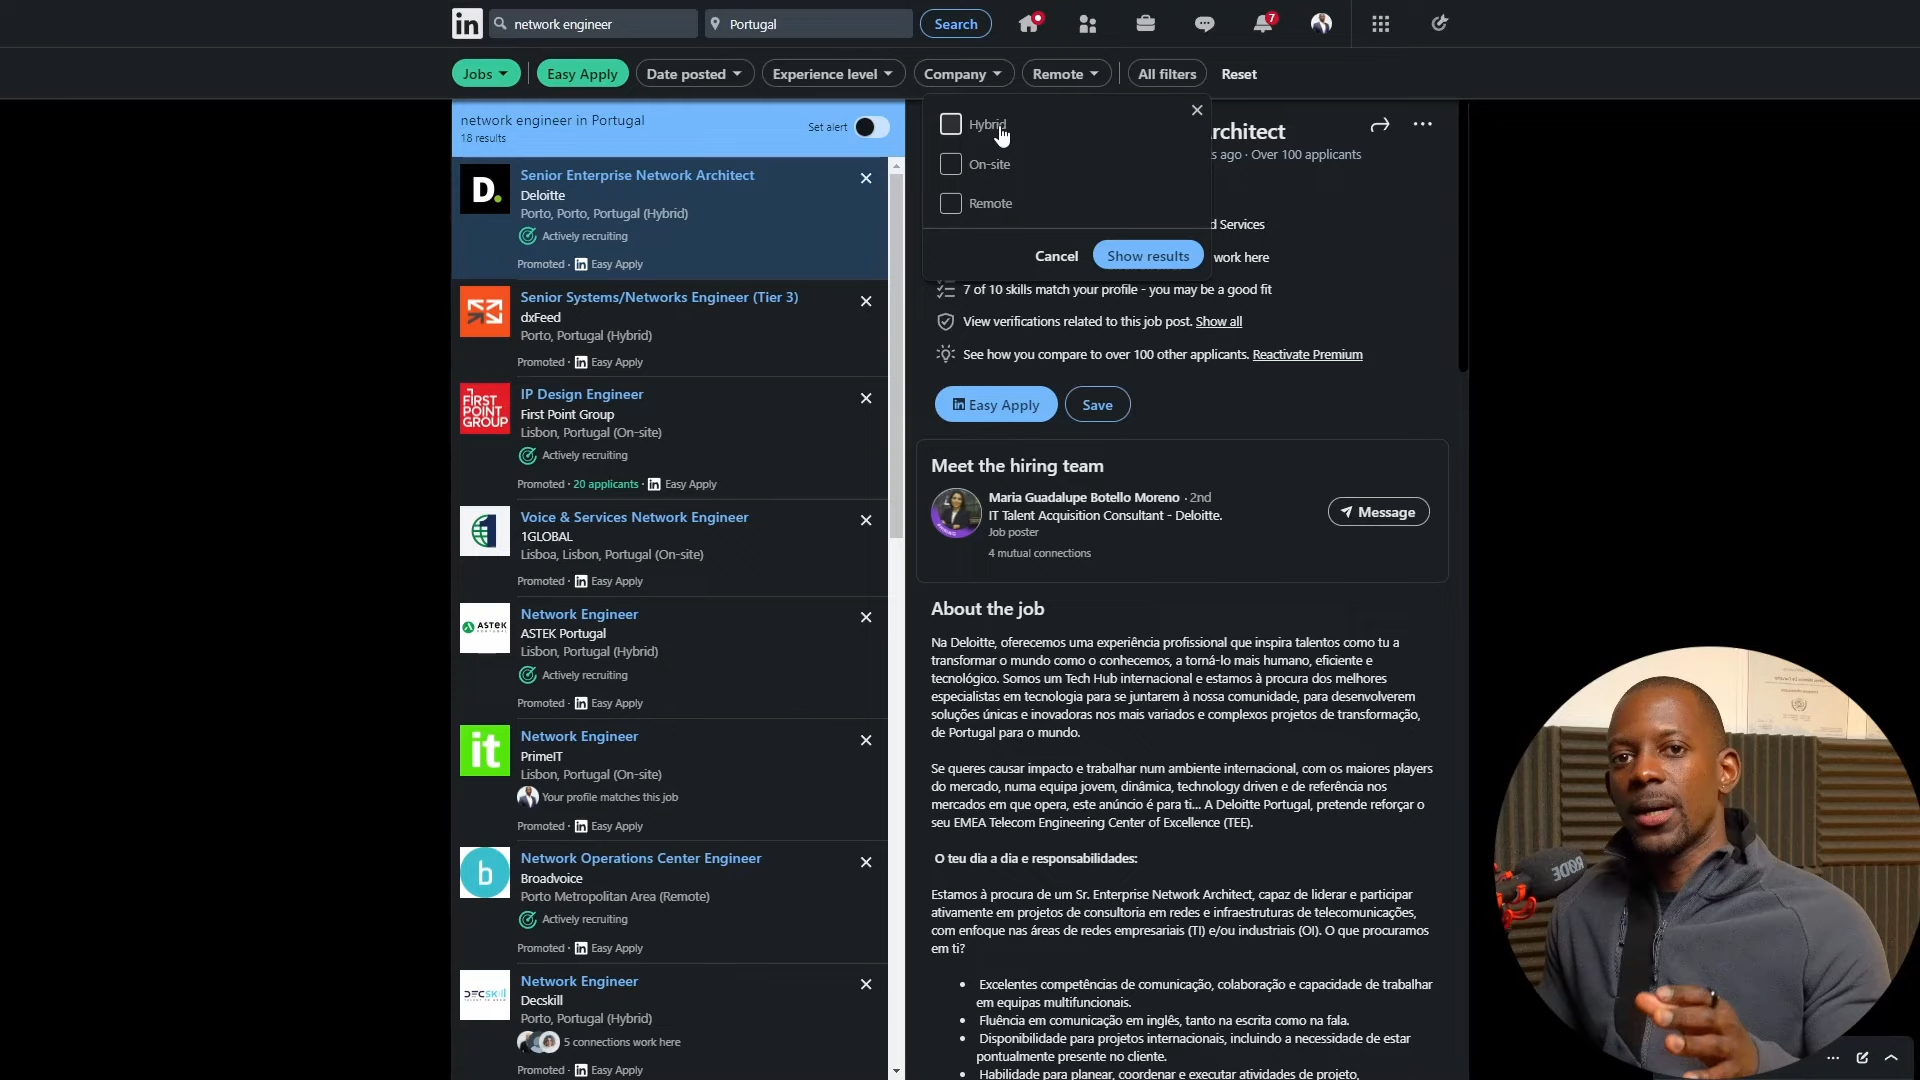 in
network engineer
Portugal
Search
7
Jobs
Easy Apply
Date posted
Experience level
Company
Remote
All filters
Reset
network engineer in Portugal
18 results
Set alert
D.
Senior Enterprise Network Architect
Deloitte
Porto, Porto, Portugal (Hybrid)
Actively recruiting
Promoted · in Easy Apply
Senior Systems/Networks Engineer (Tier 3)
dxFeed
Porto, Portugal (Hybrid)
Promoted · in Easy Apply
FIRST
POINT
GROUP
IP Design Engineer
First Point Group
Lisbon, Portugal (On-site)
Actively recruiting
Promoted · 20 applicants · in Easy Apply
Voice & Services Network Engineer
1GLOBAL
Lisboa, Lisbon, Portugal (On-site)
Promoted · in Easy Apply
ASTEK
Network Engineer
ASTEK Portugal
Lisbon, Portugal (Hybrid)
Actively recruiting
Promoted · in Easy Apply
it
Network Engineer
PrimeIT
Lisbon, Portugal (On-site)
Your profile matches this job
Promoted · in Easy Apply
b
Network Operations Center Engineer
Broadvoice
Porto Metropolitan Area (Remote)
Actively recruiting
Promoted · in Easy Apply
DECSKILL
Network Engineer
Decskill
Porto, Portugal (Hybrid)
5 connections work here
Promoted · in Easy Apply
Hybrid
On-site
Remote
Cancel
Show results
rchitect
s ago · Over 100 applicants
d Services
work here
7 of 10 skills match your profile - you may be a good fit
View verifications related to this job post. Show all
See how you compare to over 100 other applicants. Reactivate Premium
in Easy Apply
Save
Meet the hiring team
Maria Guadalupe Botello Moreno · 2nd
IT Talent Acquisition Consultant - Deloitte.
Job poster
4 mutual connections
Message
About the job
Na Deloitte, oferecemos uma experiência profissional que inspira talentos como tu a
transformar o mundo como o conhecemos, a torná-lo mais humano, eficiente e
tecnológico. Somos um Tech Hub internacional e estamos à procura dos melhores
especialistas em tecnologia para se juntarem à nossa comunidade, para desenvolverem
soluções únicas e inovadoras nos mais variados e complexos projetos de transformação,
de Portugal para o mundo.
Se queres causar impacto e trabalhar num ambiente internacional, com os maiores players
do mercado, numa equipa jovem, dinâmica, technology driven e de referência nos
mercados em que opera, este anúncio é para ti... A Deloitte Portugal, pretende reforçar o
seu EMEA Telecom Engineering Center of Excellence (TEE).
O teu dia a dia e responsabilidades:
Estamos à procura de um Sr. Enterprise Network Architect, capaz de liderar e participar
ativamente em projetos de consultoria em redes e infraestruturas de telecomunicações,
com enfoque nas áreas de redes empresariais (TI) e/ou industriais (OI). O que procuramos
em ti?
• Excelentes competências de comunicação, colaboração e capacidade de trabalhar
em equipas multifuncionais.
• Fluência em comunicação em inglês, tanto na escrita como na fala.
• Disponibilidade para projetos internacionais, incluindo a necessidade de estar
pontualmente presente no cliente.
• Habilidade para planear, coordenar e executar atividades de projeto,
RODE